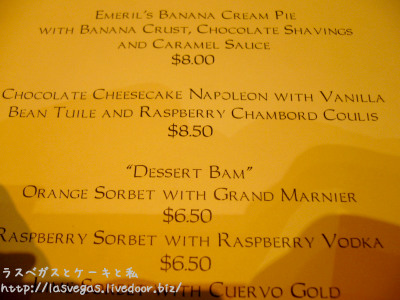 Emeril's Banana Cream Pie
with Banana Crust, Chocolate Shavings
and Caramel Sauce
$8.00
Chocolate Cheesecake Napoleon with Vanilla
Bean Tuile and Raspberry Chambord Coulis
$8.50
"Dessert Bam"
Orange Sorbet with Grand Marnier
$6.50
Raspberry Sorbet with Raspberry Vodka
$6.50
with Cuervo Gold
ラスベガスとケーキと私
http://lasvegas.livedoor.biz/